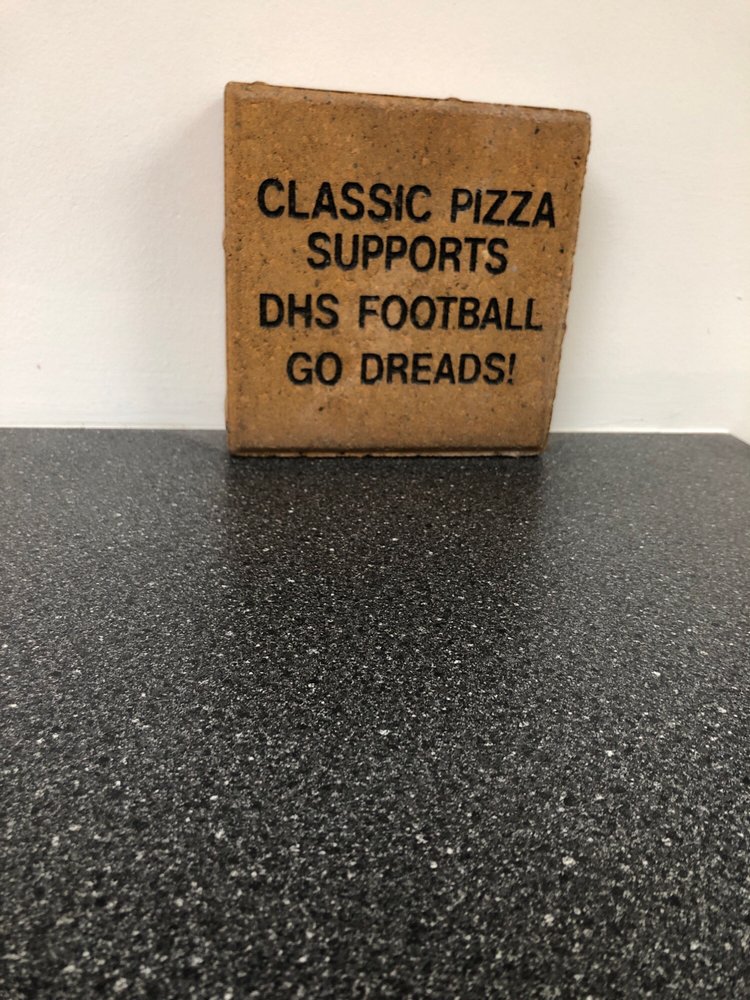 CLASSIC PIZZA
SUPPORTS
DHS FOOTBALL
GO DREADS!